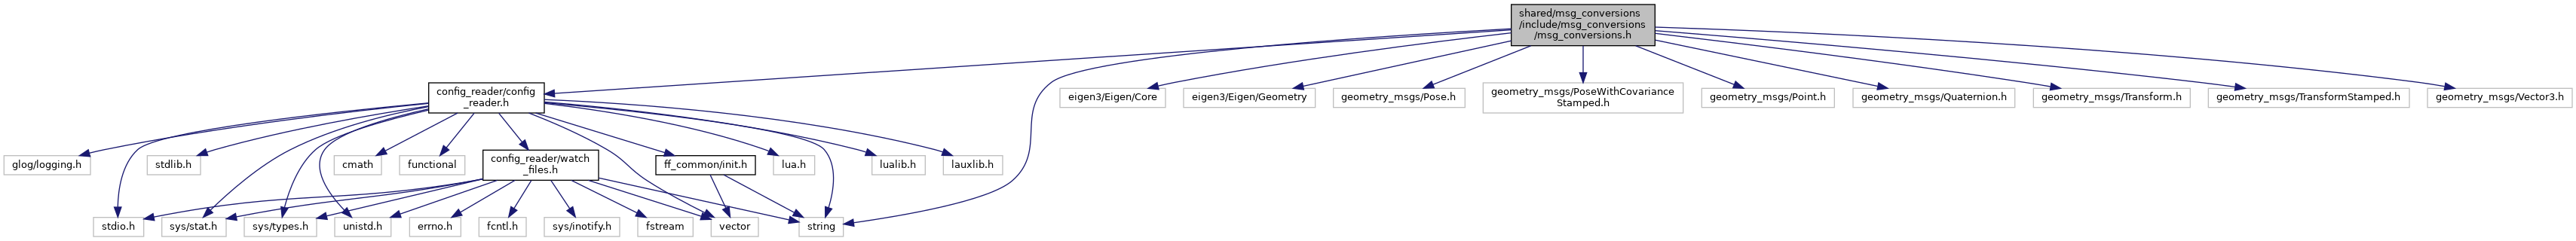 shared/msg_conversions
/include/msg_conversions
/msg_conversions.h
config_reader/config
_reader.h
eigen3/Eigen/Core
eigen3/Eigen/Geometry
geometry_msgs/Pose.h
geometry_msgs/PoseWithCovariance
Stamped.h
geometry_msgs/Point.h
geometry_msgs/Quaternion.h
geometry_msgs/Transform.h
geometry_msgs/TransformStamped.h
geometry_msgs/Vector3.h
glog/logging.h
stdlib.h
cmath
functional
config_reader/watch
_files.h
ff_common/init.h
lua.h
lualib.h
lauxlib.h
stdio.h
sys/stat.h
sys/types.h
unistd.h
errno.h
fcntl.h
sys/inotify.h
fstream
vector
string